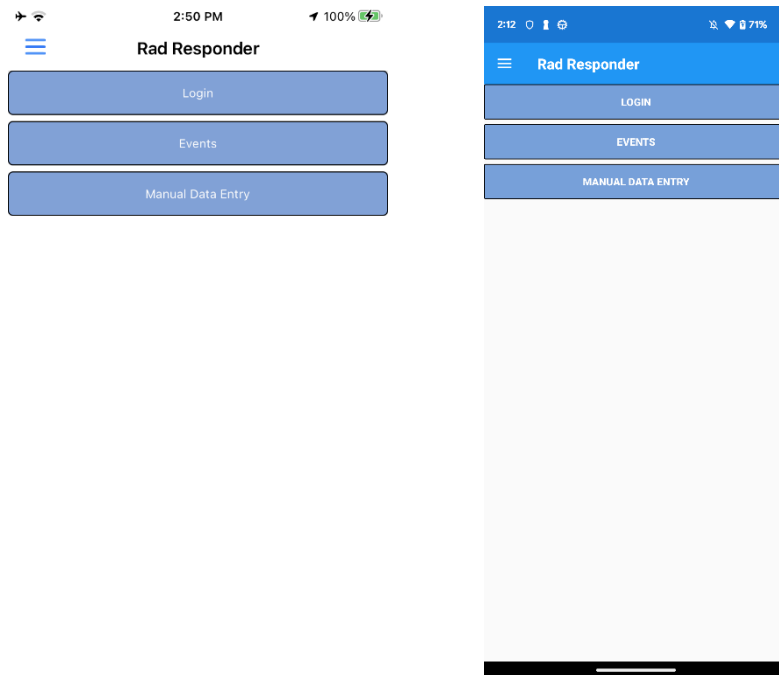 2:50 PM
100%
Rad Responder
Login
Events
Manual Data Entry
2:12
71%
Rad Responder
LOGIN
EVENTS
MANUAL DATA ENTRY